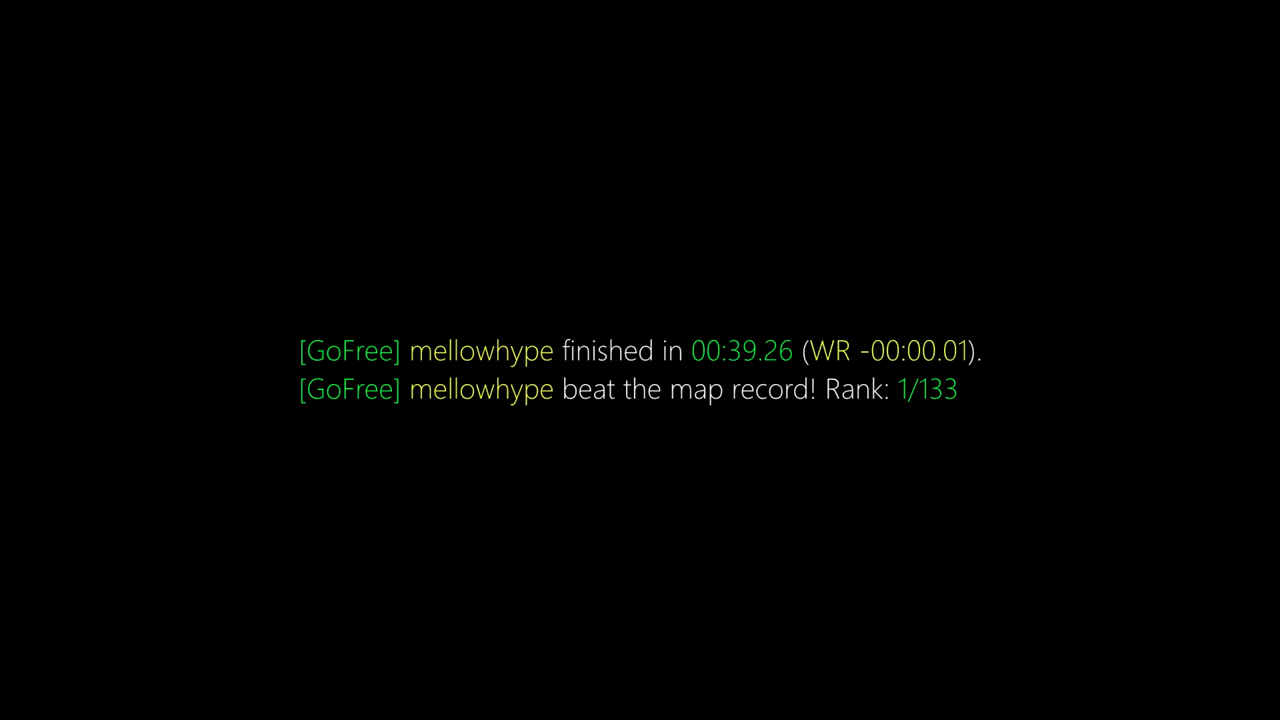 [GoFree] mellowhype finished in 00:39.26 (WR -00:00.01).
[GoFree] mellowhype beat the map record! Rank: 1/133